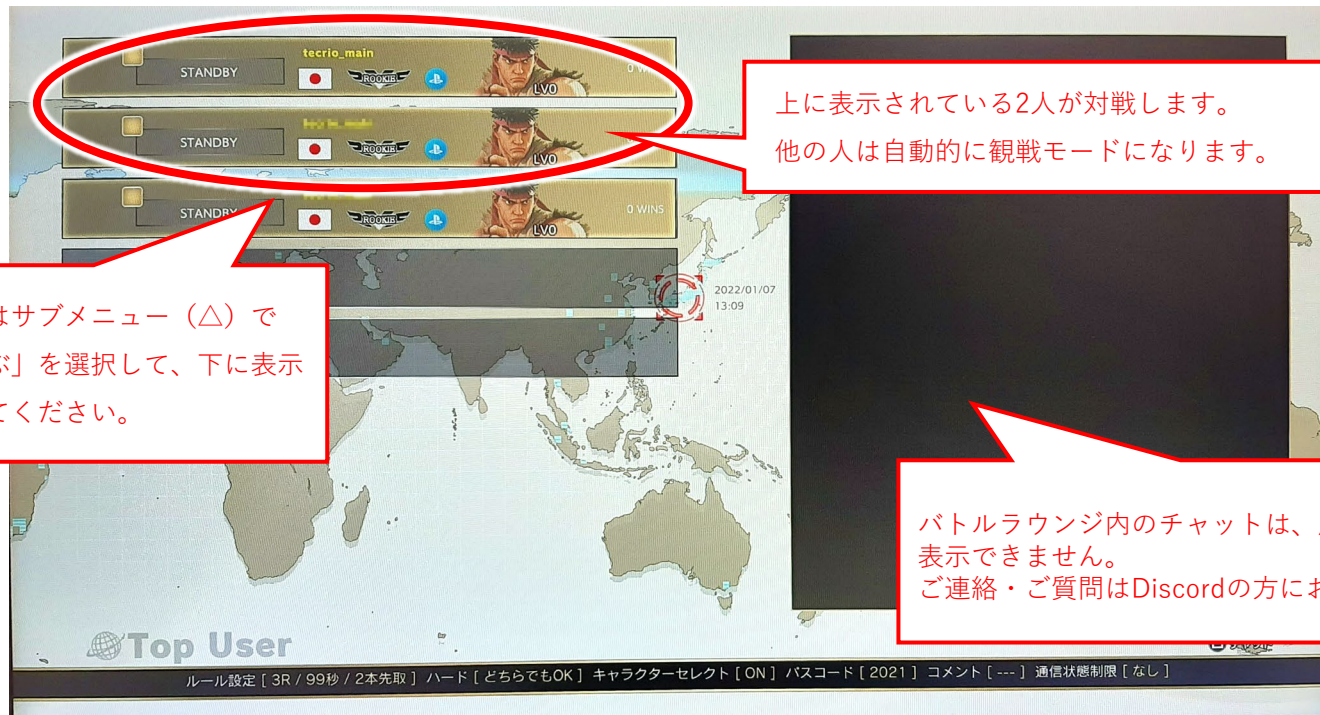 tecrio_main
STANDBY
ROOKIE
LV0
上に表示されている2人が対戦します。
他の人は自動的に観戦モードになります。
STANDBY
ROOKIE
LV0
STANDBY
ROOKIE
LV0
0 WINS
はサブメニュー（△）で
ぶ」を選択して、下に表示
てください。
2022/01/07
13:09
バトルラウンジ内のチャットは、
表示できません。
ご連絡・ご質問はDiscordの方にお
Top User
ルール設定 [ 3R / 99秒 / 2本先取 ] ハード [ どちらでもOK ] キャラクターセレクト [ ON ] パスコード [ 2021 ] コメント [ --- ] 通信状態制限 [ なし ]